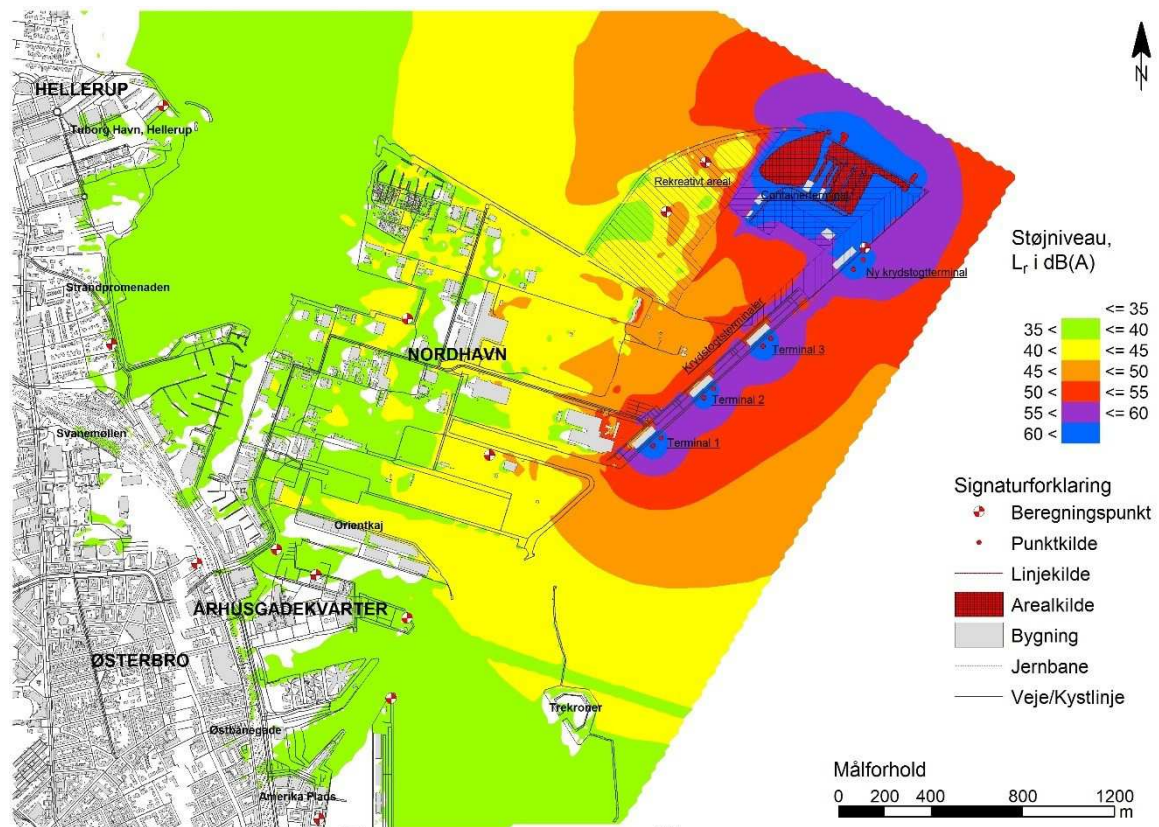 N
HELLERUP
Tuborg Havn, Hellerup
Rekreativt areal
Containerterminal
Ny krydstogtterminal
Strandpromenaden
Krydstogtsterminaler
NORDHAVN
Terminal 3
Terminal 2
Terminal 1
Svanemøllen
Orientkaj
ÅRHUSGADEKVARTER
ØSTERBRO
Trekroner
Østbanegade
Amerika Plads
Støjniveau,
Lr i dB(A)
<= 35
35 < <= 40
40 < <= 45
45 < <= 50
50 < <= 55
55 < <= 60
60 <
Signaturforklaring
Beregningspunkt
Punktkilde
Linjekilde
Arealkilde
Bygning
Jernbane
Veje/Kystlinje
Målforhold
0 200 400 800 1200
m